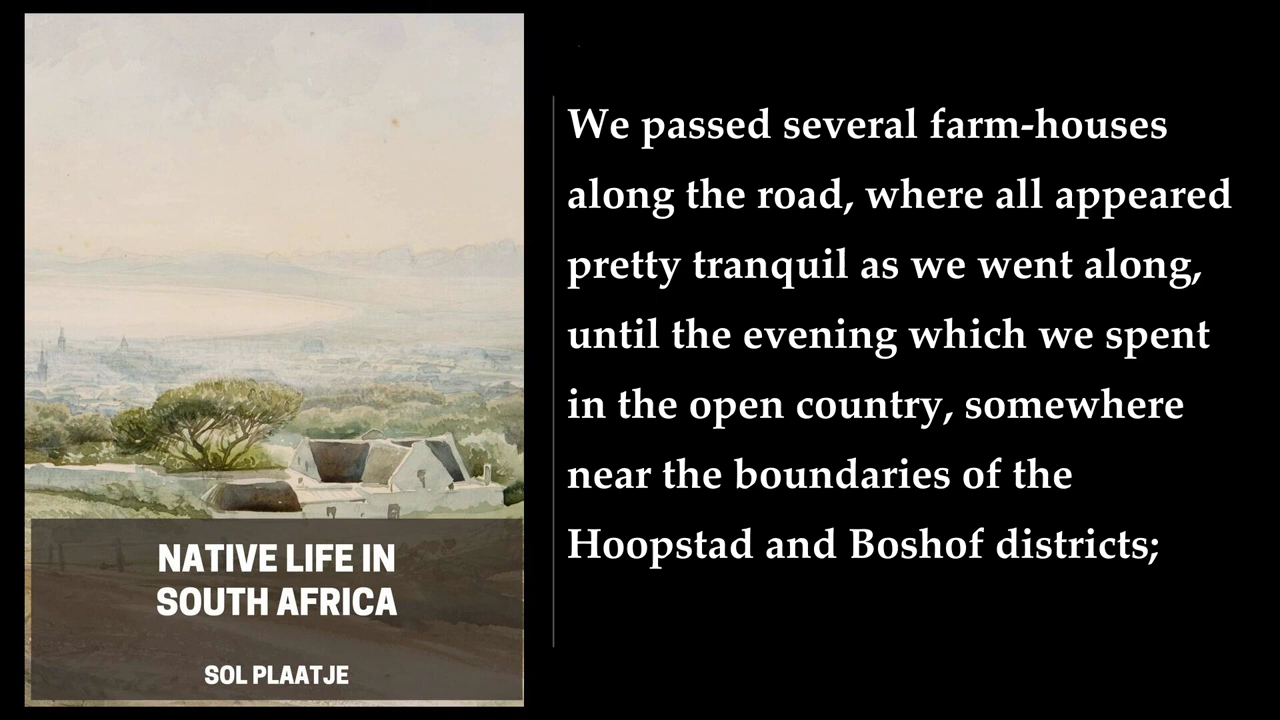 NATIVE LIFE IN
SOUTH AFRICA
SOL PLAATJE
We passed several farm-houses
along the road, where all appeared
pretty tranquil as we went along,
until the evening which we spent
in the open country, somewhere
near the boundaries of the
Hoopstad and Boshof districts;